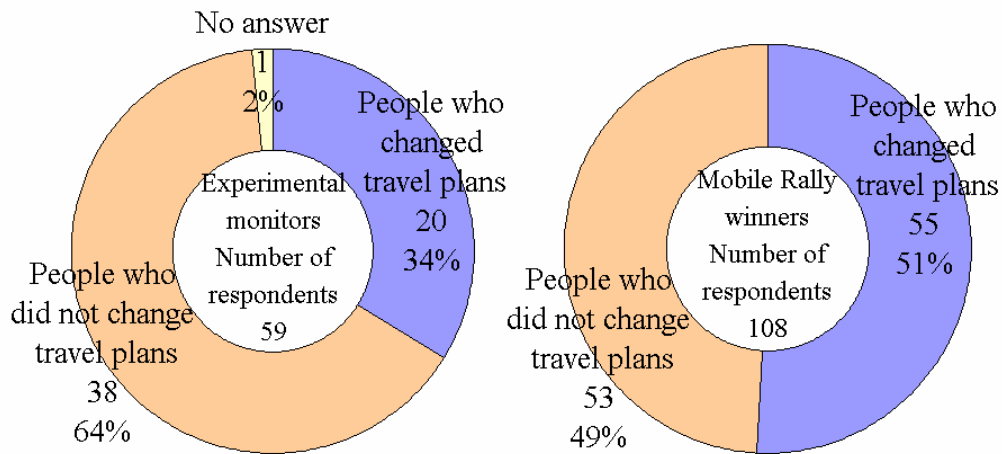 No answer
1
2%
People who
changed
travel plans
20
34%
Experimental
monitors
Number of
respondents
59
People who
did not change
travel plans
38
64%
People who
changed
travel plans
55
51%
Mobile Rally
winners
Number of
respondents
108
People who
did not change
travel plans
53
49%